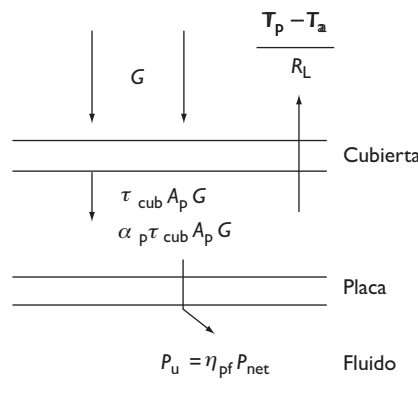 T_p – T_a
R_L
G
Cubierta
τ_cub A_p G
α_p τ_cub A_p G
Placa
P_u = η_pf P_net
Fluido